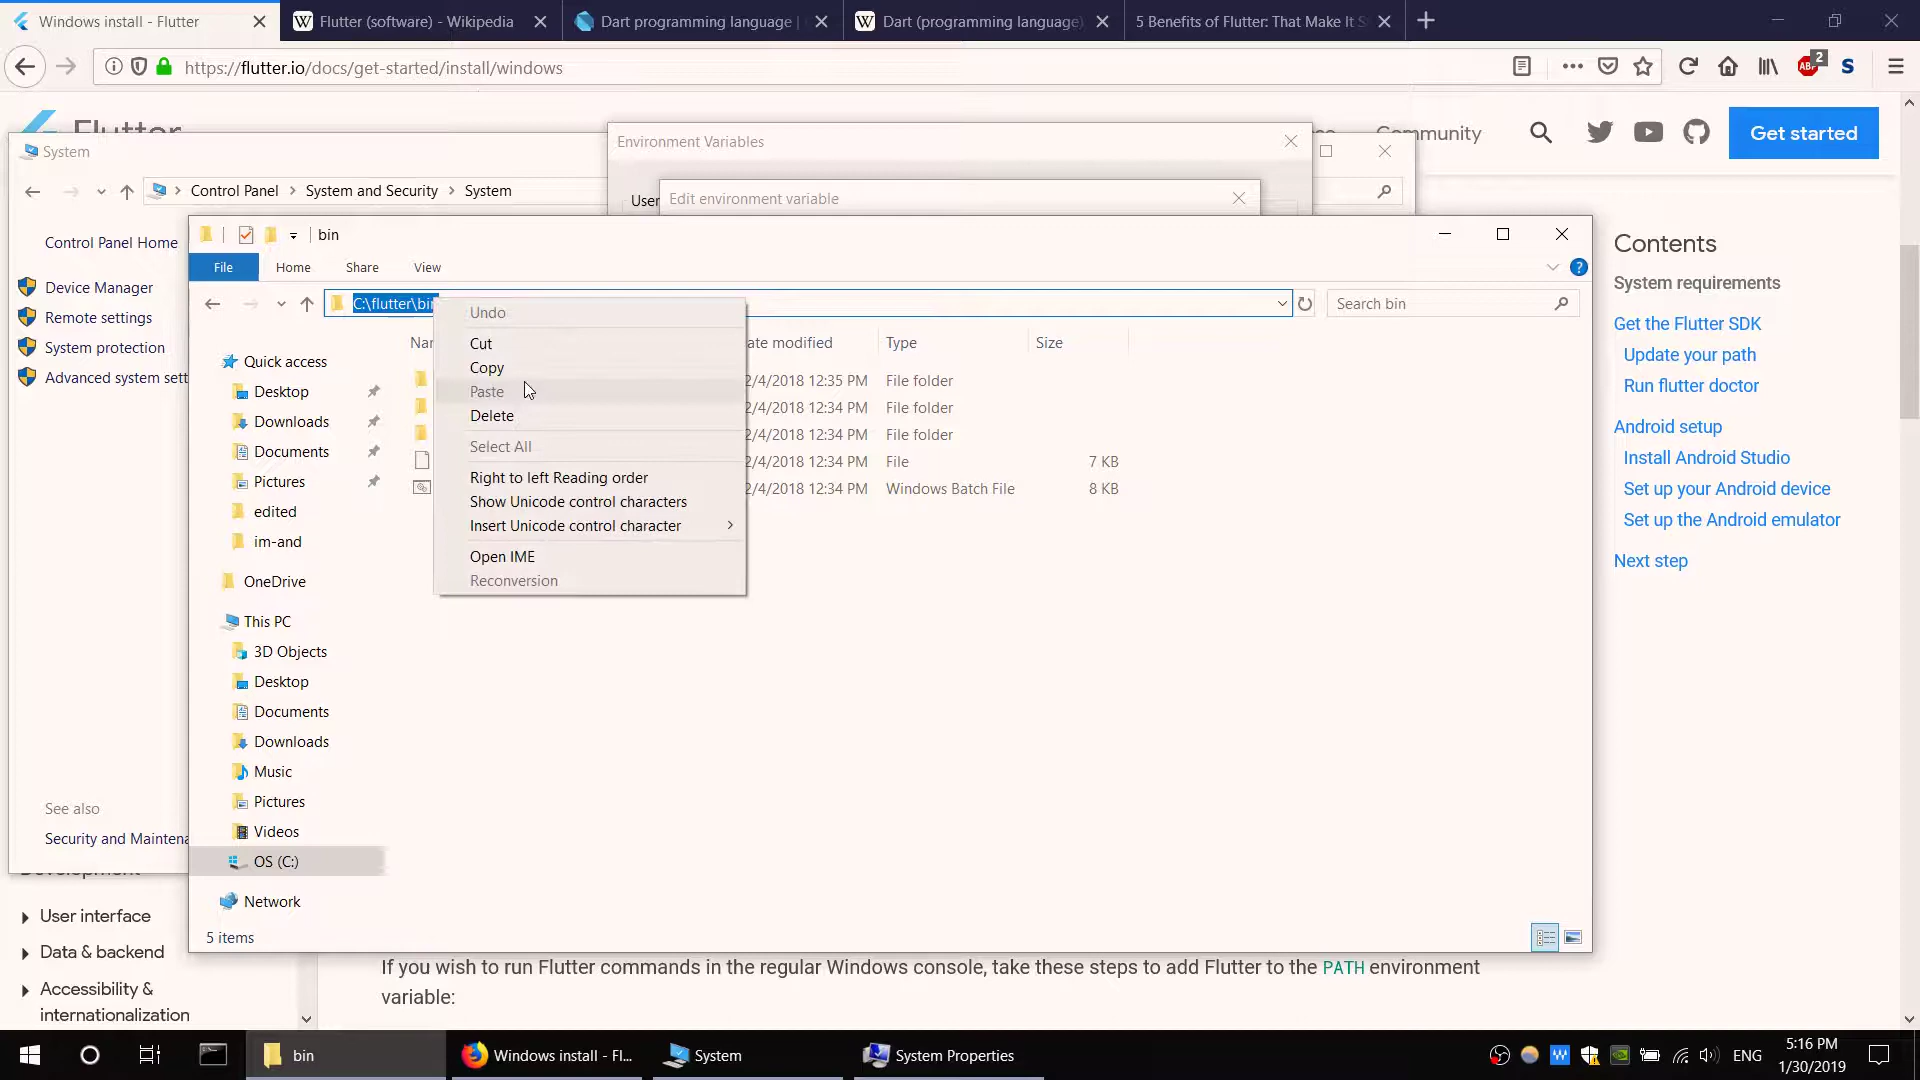 Windows install - Flutter
Flutter (software) - Wikipedia
Dart programming language |
Dart (programming language)
5 Benefits of Flutter: That Make It S
https://flutter.io/docs/get-started/install/windows
ABP
2
S
Flutter
Community
Get started
System
Control Panel > System and Security > System
Environment Variables
User
Edit environment variable
Control Panel Home
Device Manager
Remote settings
System protection
Advanced system sett
See also
Security and Maintena
bin
File
Home
Share
View
C:\flutter\bin
Search bin
Nar
ate modified
Type
Size
2/4/2018 12:35 PM File folder
2/4/2018 12:34 PM File folder
2/4/2018 12:34 PM File folder
2/4/2018 12:34 PM File 7 KB
2/4/2018 12:34 PM Windows Batch File 8 KB
Undo
Cut
Copy
Paste
Delete
Select All
Right to left Reading order
Show Unicode control characters
Insert Unicode control character
Open IME
Reconversion
Quick access
Desktop
Downloads
Documents
Pictures
edited
im-and
OneDrive
This PC
3D Objects
Desktop
Documents
Downloads
Music
Pictures
Videos
OS (C:)
Network
5 items
Contents
System requirements
Get the Flutter SDK
Update your path
Run flutter doctor
Android setup
Install Android Studio
Set up your Android device
Set up the Android emulator
Next step
Development
User interface
Data & backend
Accessibility &
internationalization
If you wish to run Flutter commands in the regular Windows console, take these steps to add Flutter to the PATH environment
variable:
bin
Windows install - Fl...
System
System Properties
ENG
5:16 PM
1/30/2019